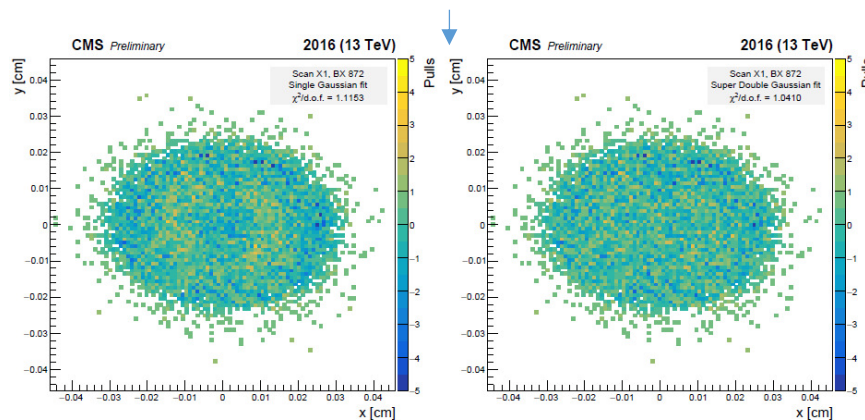 CMS Preliminary 2016 (13 TeV)
y [cm]
Scan X1, BX 872
Single Gaussian fit
χ²/d.o.f. = 1.1153
Pulls
0.04
0.03
0.02
0.01
0
−0.01
−0.02
−0.03
−0.04
−0.04 −0.03 −0.02 −0.01 0 0.01 0.02 0.03 0.04
x [cm]
5
4
3
2
1
0
−1
−2
−3
−4
−5
CMS Preliminary 2016 (13 TeV)
y [cm]
Scan X1, BX 872
Super Double Gaussian fit
χ²/d.o.f. = 1.0410
Pulls
0.04
0.03
0.02
0.01
0
−0.01
−0.02
−0.03
−0.04
−0.04 −0.03 −0.02 −0.01 0 0.01 0.02 0.03 0.04
x [cm]
5
4
3
2
1
0
−1
−2
−3
−4
−5